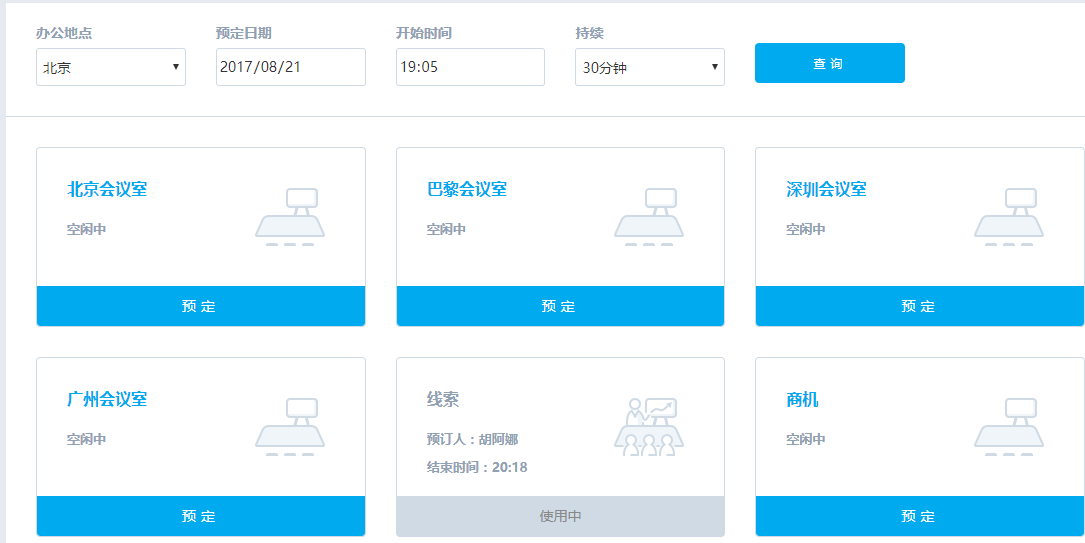 办公地点 预定日期 开始时间 持续
北京 2017/08/21 19:05 30分钟 查 询
北京会议室 巴黎会议室 深圳会议室
空闲中 空闲中 空闲中
预 定 预 定 预 定
广州会议室 线索 商机
空闲中 预订人：胡阿娜 空闲中
结束时间：20:18
预 定 使用中 预 定